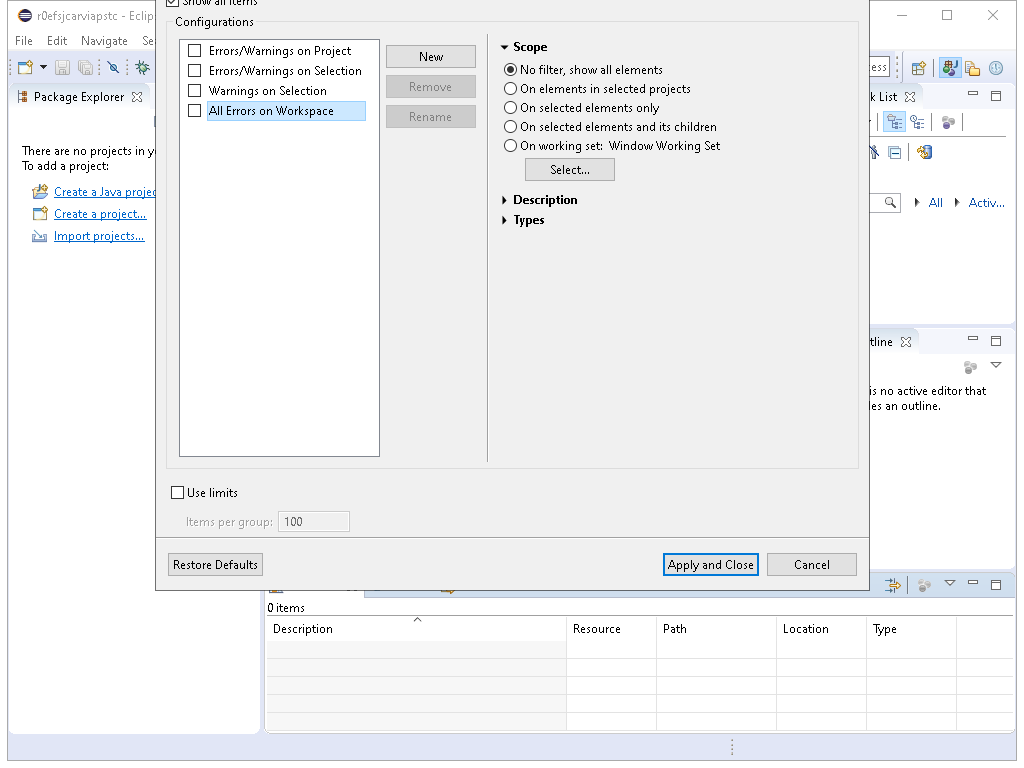 r0efsjcarviapstc - Eclip
Show all items
File Edit Navigate Se
Configurations
Errors/Warnings on Project
Errors/Warnings on Selection
Warnings on Selection
All Errors on Workspace
New
Remove
Rename
Scope
No filter, show all elements
On elements in selected projects
On selected elements only
On selected elements and its children
On working set: Window Working Set
Select...
Description
Types
Package Explorer
There are no projects in y
To add a project:
Create a Java projec
Create a project...
Import projects...
ess
k List
All
Activ...
tline
is no active editor that
les an outline.
Use limits
Items per group: 100
Restore Defaults
Apply and Close
Cancel
0 items
Description Resource Path Location Type